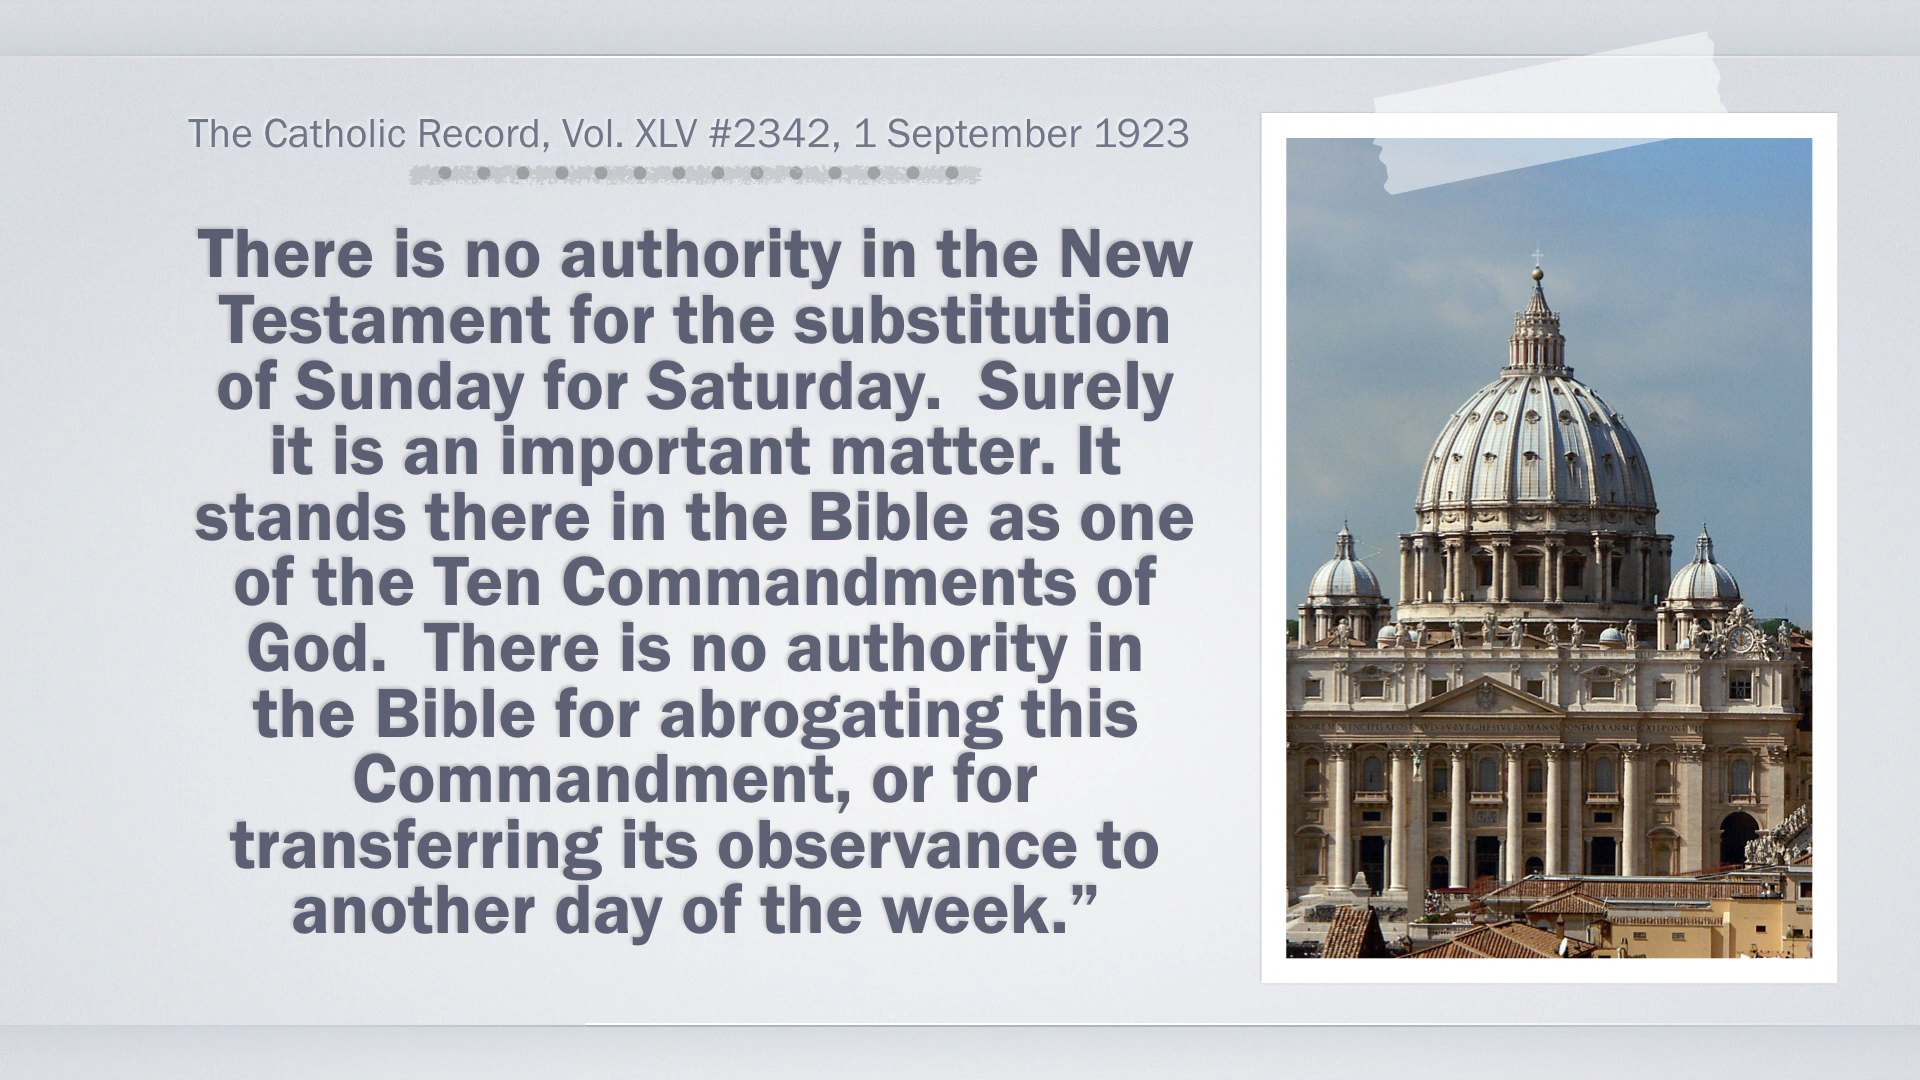 The Catholic Record, Vol. XLV #2342, 1 September 1923
There is no authority in the New
Testament for the substitution
of Sunday for Saturday.  Surely
it is an important matter. It
stands there in the Bible as one
of the Ten Commandments of
God.  There is no authority in
the Bible for abrogating this
Commandment, or for
transferring its observance to
another day of the week.”